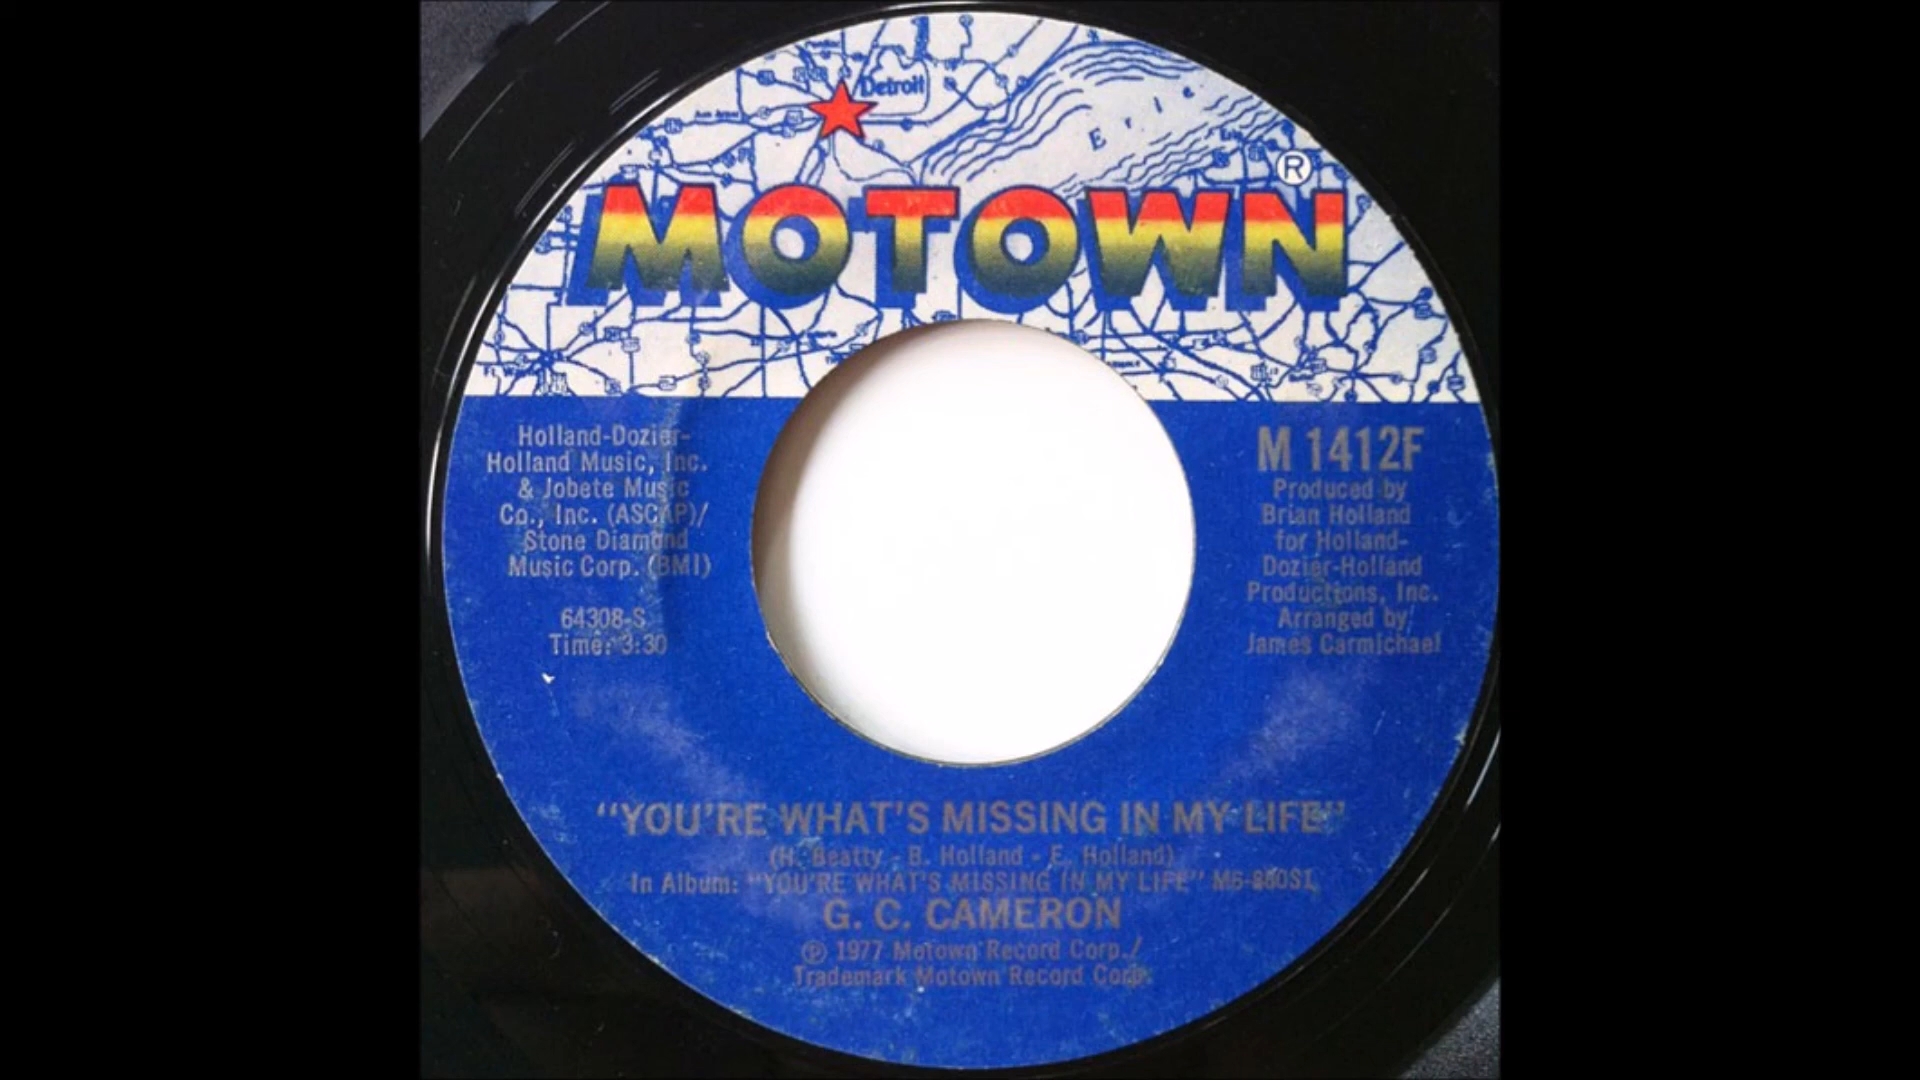 Detroit
Erie
MOTOWN®
Holland-Dozier-
Holland Music, Inc.
& Jobete Music
Co., Inc. (ASCAP)/
Stone Diamond
Music Corp. (BMI)
64308-S
Time: 3:30
M 1412F
Produced by
Brian Holland
for Holland-
Dozier-Holland
Productions, Inc.
Arranged by
James Carmichael
"YOU'RE WHAT'S MISSING IN MY LIFE"
(H. Beatty - B. Holland - E. Holland)
In Album: "YOU'RE WHAT'S MISSING IN MY LIFE" M6-880S1
G. C. CAMERON
℗ 1977 Motown Record Corp./
Trademark Motown Record Corp.